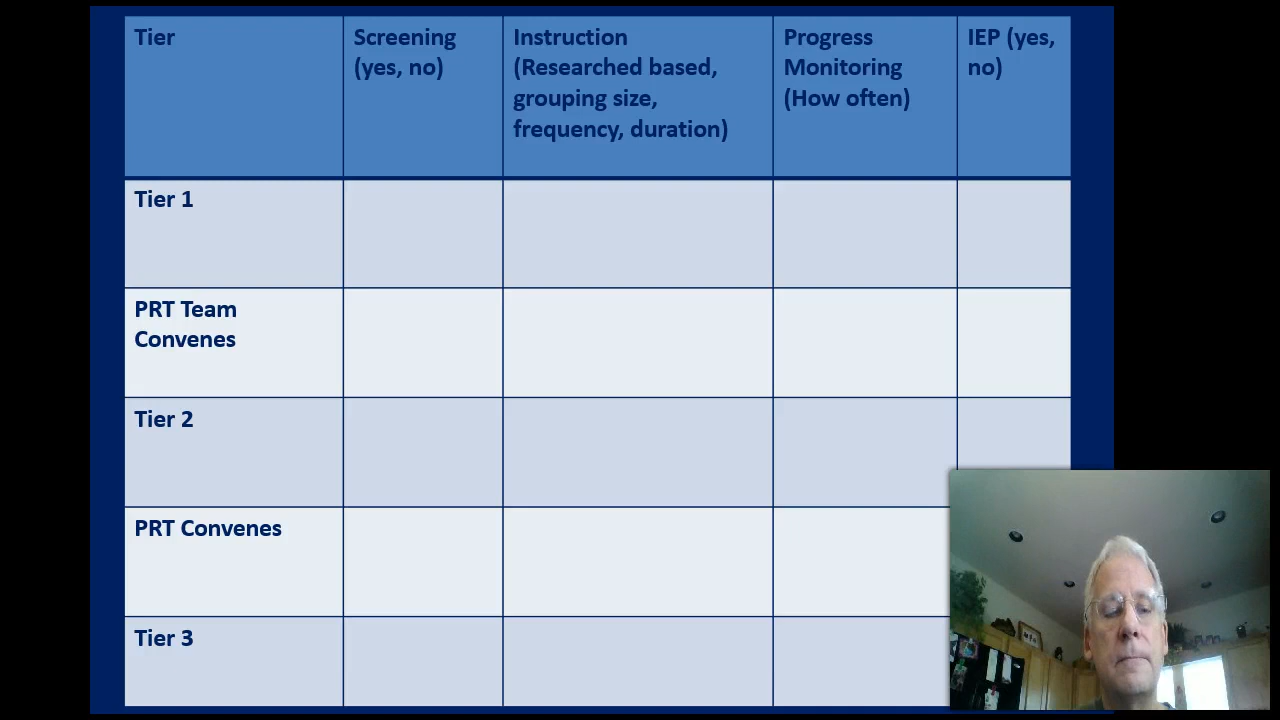 Tier
Screening
(yes, no)
Instruction
(Researched based,
grouping size,
frequency, duration)
Progress
Monitoring
(How often)
IEP (yes,
no)
Tier 1
PRT Team
Convenes
Tier 2
PRT Convenes
Tier 3